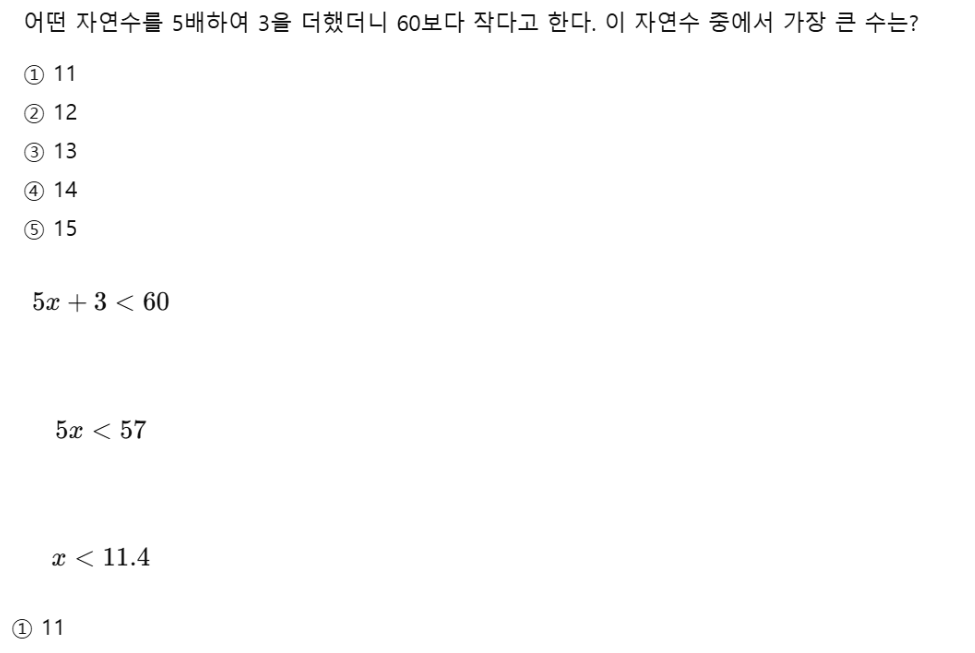 어떤 자연수를 5배하여 3을 더했더니 60보다 작다고 한다. 이 자연수 중에서 가장 큰 수는?
① 11
② 12
③ 13
④ 14
⑤ 15
5x + 3 < 60
5x < 57
x < 11.4
① 11